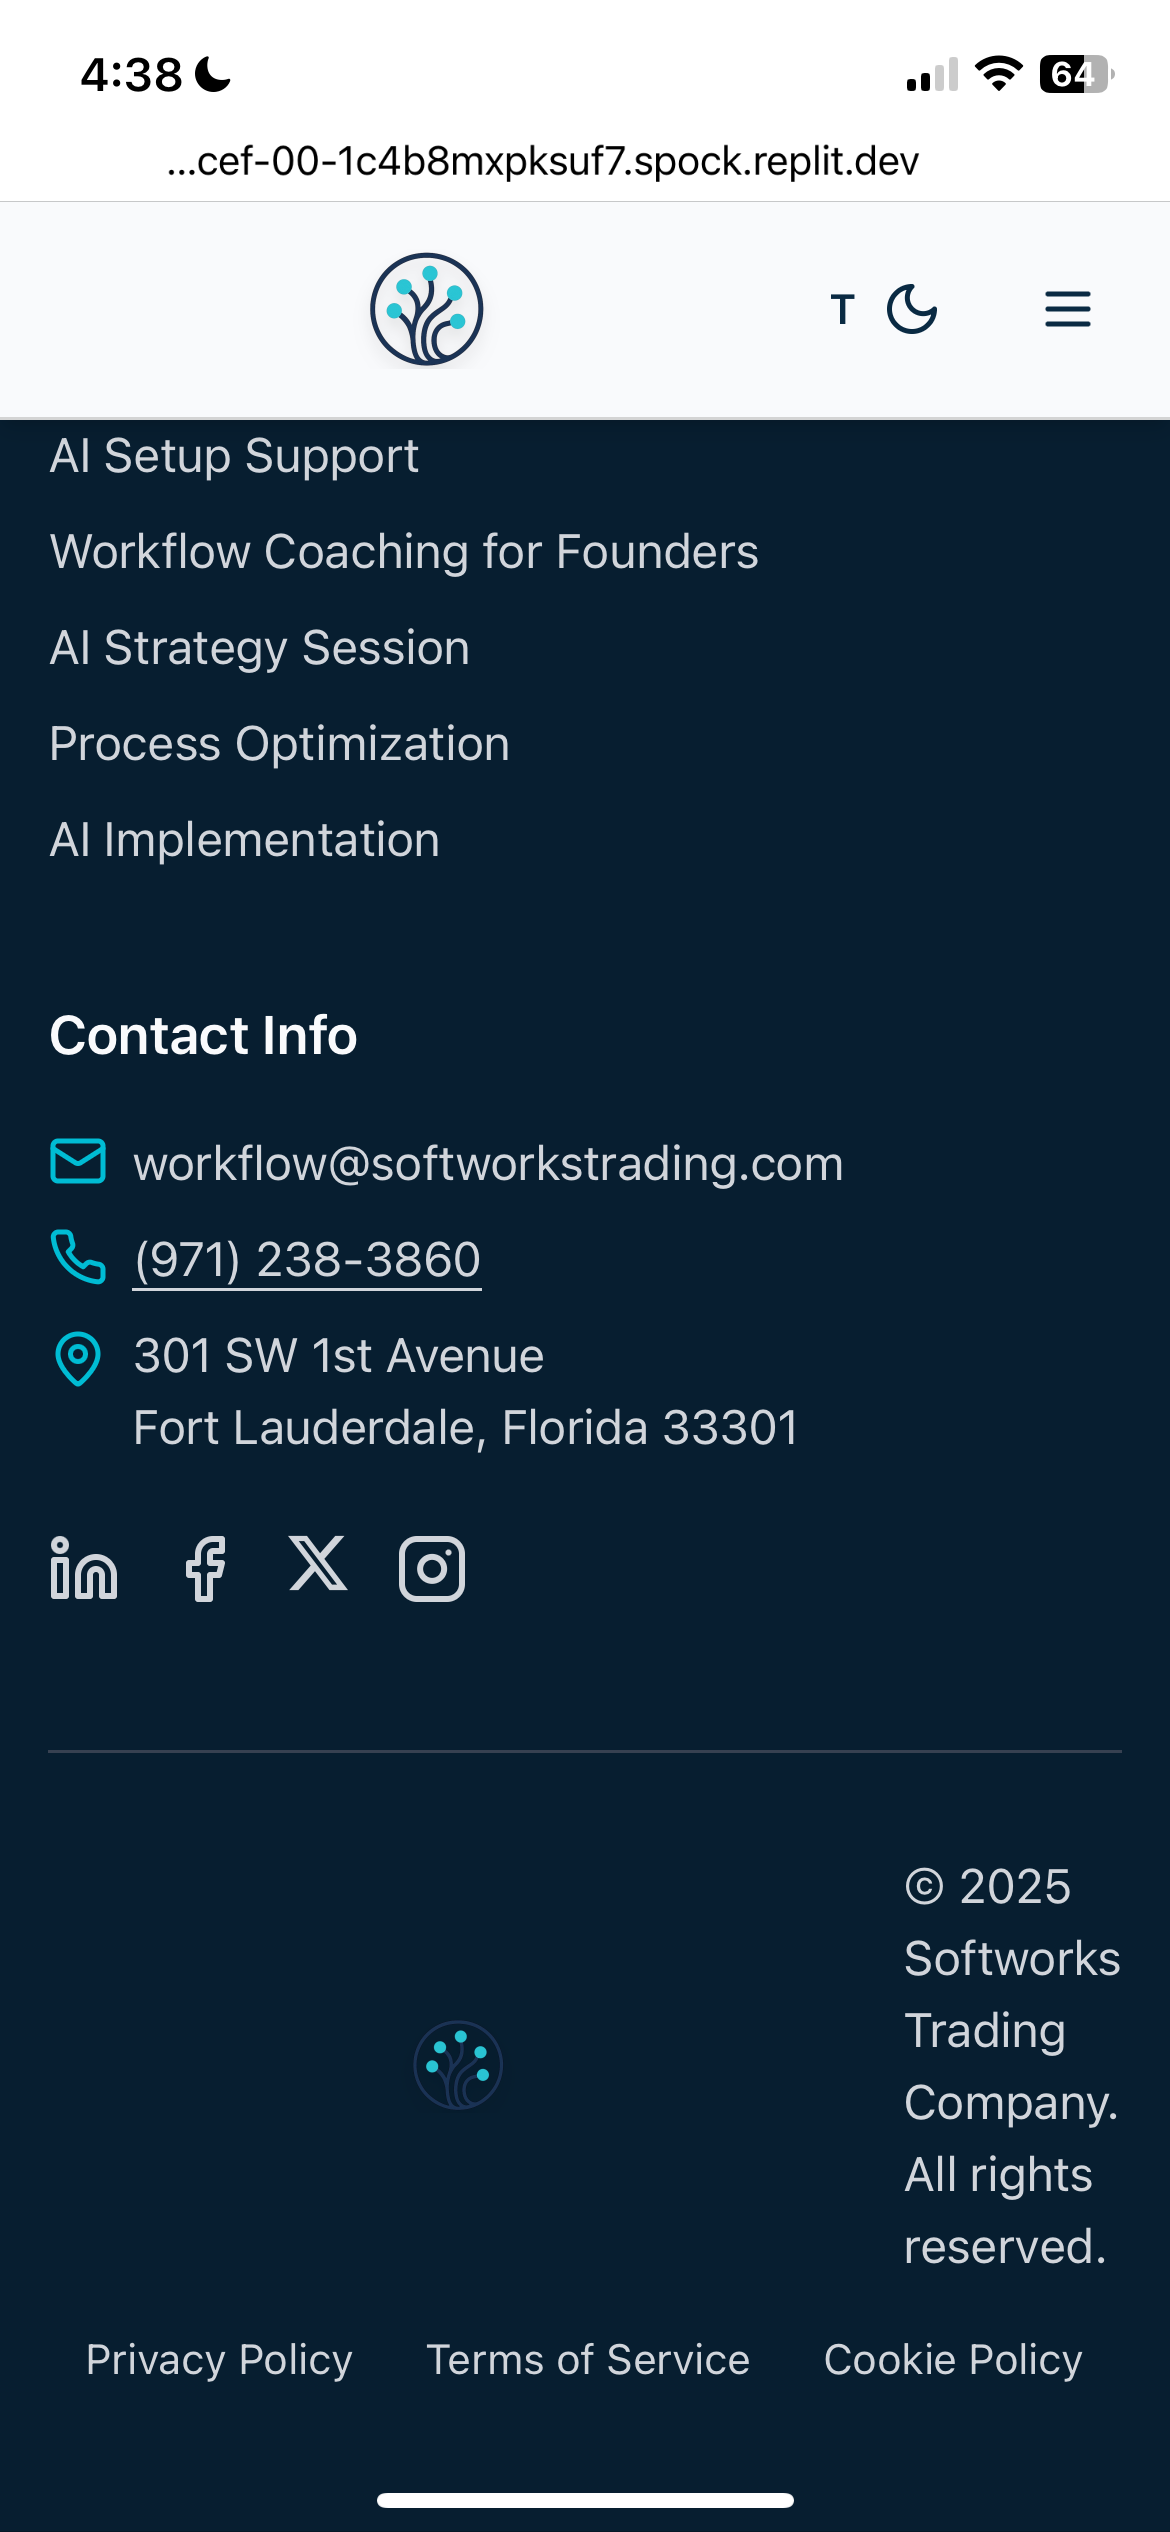 4:38
64
...cef-00-1c4b8mxpksuf7.spock.replit.dev
T
AI Setup Support
Workflow Coaching for Founders
AI Strategy Session
Process Optimization
AI Implementation
Contact Info
workflow@softworkstrading.com
(971) 238-3860
301 SW 1st Avenue
Fort Lauderdale, Florida 33301
© 2025
Softworks
Trading
Company.
All rights
reserved.
Privacy Policy
Terms of Service
Cookie Policy